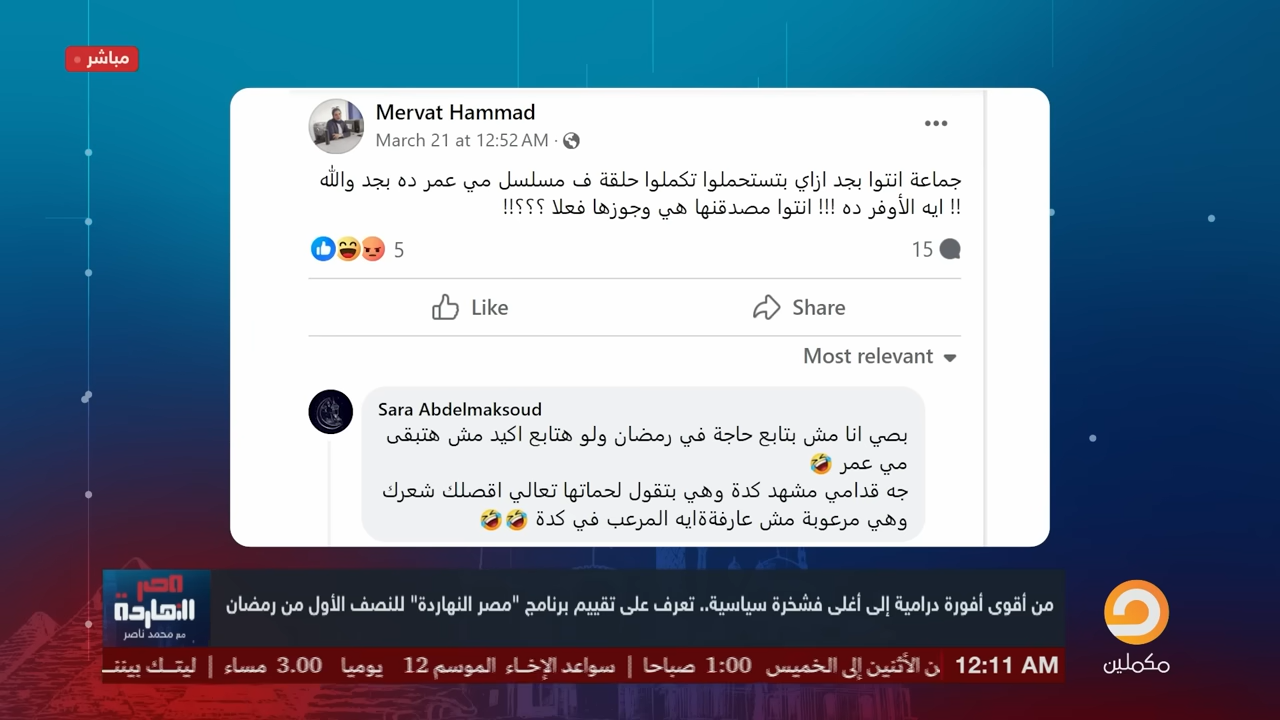 مباشر
Mervat Hammad
March 21 at 12:52 AM
جماعة انتوا بجد ازاي بتستحملوا تكملوا حلقة ف مسلسل مي عمر ده بجد والله
!! ايه الأوفر ده !!! انتوا مصدقنها هي وجوزها فعلا ؟؟؟!!
5
15
Like
Share
Most relevant
Sara Abdelmaksoud
بصي انا مش بتابع حاجة في رمضان ولو هتابع اكيد مش هتبقى
مي عمر 🤣
جه قدامي مشهد كدة وهي بتقول لحماتها تعالي اقصلك شعرك
وهي مرعوبة مش عارفةايه المرعب في كدة 🤣🤣
مصر
النهاردة
مع محمد ناصر
من أقوى أفورة درامية إلى أغلى فشخرة سياسية.. تعرف على تقييم برنامج "مصر النهاردة" للنصف الأول من رمضان
12:11 AM
ن الأثنين إلى الخميس 1:00 صباحا | سواعد الإخاء الموسم 12 يوميا 3.00 مساء | ليتك بيننـ
مكملين